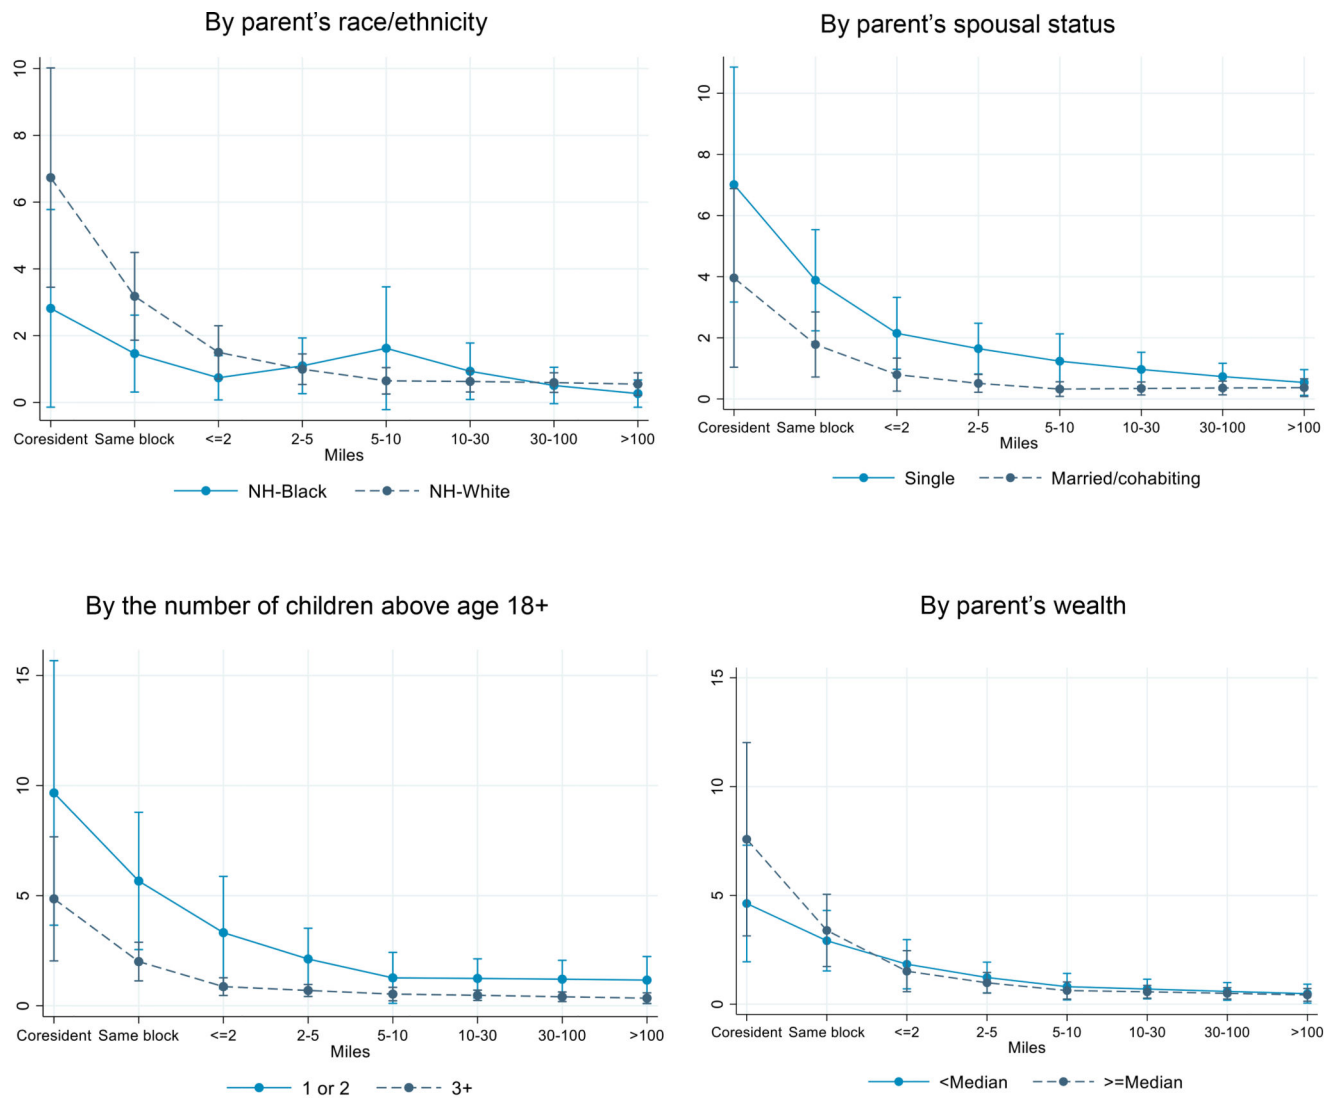 By parent’s race/ethnicity
10
8
6
4
2
0
Coresident Same block <=2 2-5 5-10 10-30 30-100 >100
Miles
NH-Black NH-White
By parent’s spousal status
10
8
6
4
2
0
Coresident Same block <=2 2-5 5-10 10-30 30-100 >100
Miles
Single Married/cohabiting
By the number of children above age 18+
15
10
5
0
Coresident Same block <=2 2-5 5-10 10-30 30-100 >100
Miles
1 or 2 3+
By parent’s wealth
15
10
5
0
Coresident Same block <=2 2-5 5-10 10-30 30-100 >100
Miles
<Median >=Median